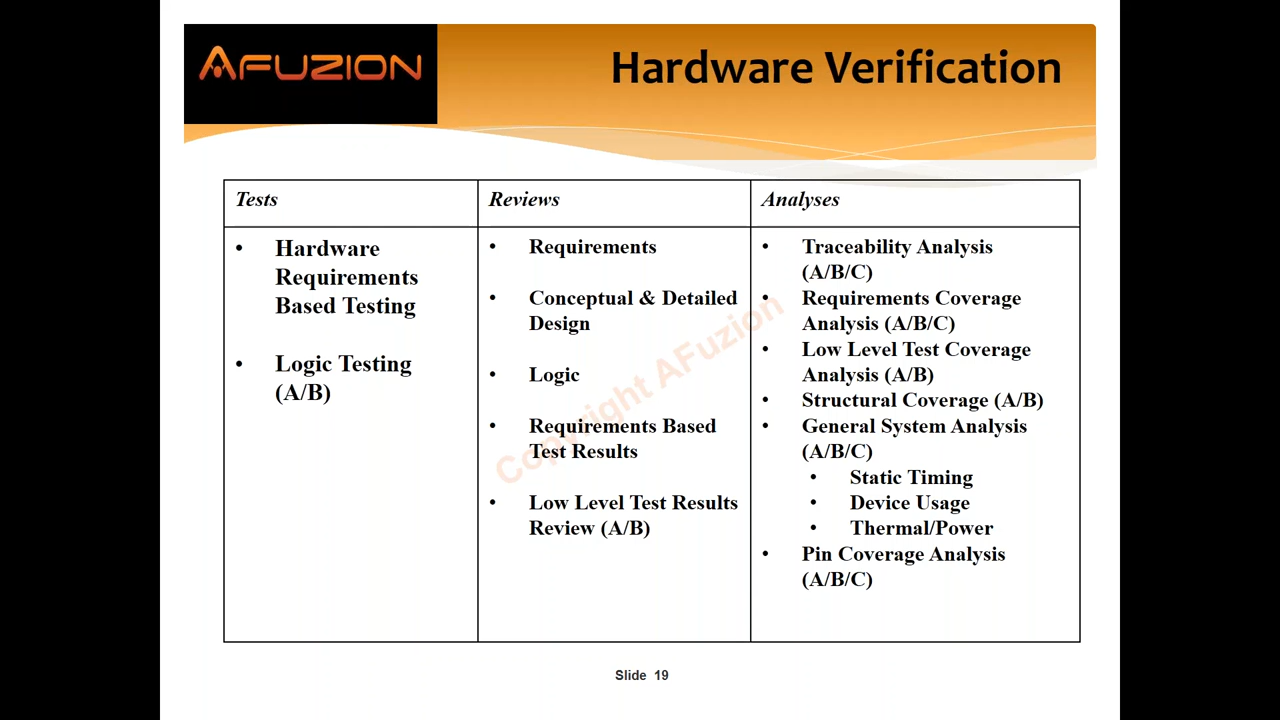 AFUZION
Hardware Verification
Tests
Reviews
Analyses
• Hardware
Requirements
Based Testing
• Logic Testing
(A/B)
• Requirements
• Conceptual & Detailed
Design
• Logic
• Requirements Based
Test Results
• Low Level Test Results
Review (A/B)
• Traceability Analysis
(A/B/C)
• Requirements Coverage
Analysis (A/B/C)
• Low Level Test Coverage
Analysis (A/B)
• Structural Coverage (A/B)
• General System Analysis
(A/B/C)
• Static Timing
• Device Usage
• Thermal/Power
• Pin Coverage Analysis
(A/B/C)
Copyright AFuzion
Slide 19